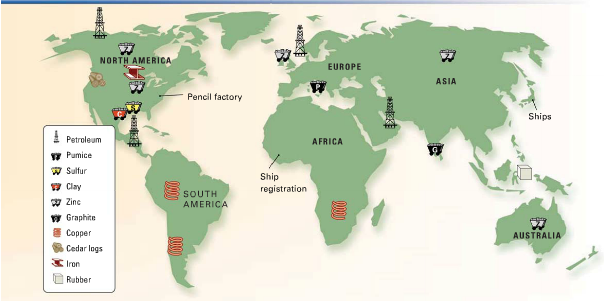 NORTH AMERICA
EUROPE
ASIA
Pencil factory
Ships
AFRICA
Ship
registration
SOUTH
AMERICA
AUSTRALIA
Z
Z
Z
Z
P
S
C
G
Z
Petroleum
P Pumice
S Sulfur
C Clay
Z Zinc
G Graphite
Copper
Cedar logs
Iron
Rubber